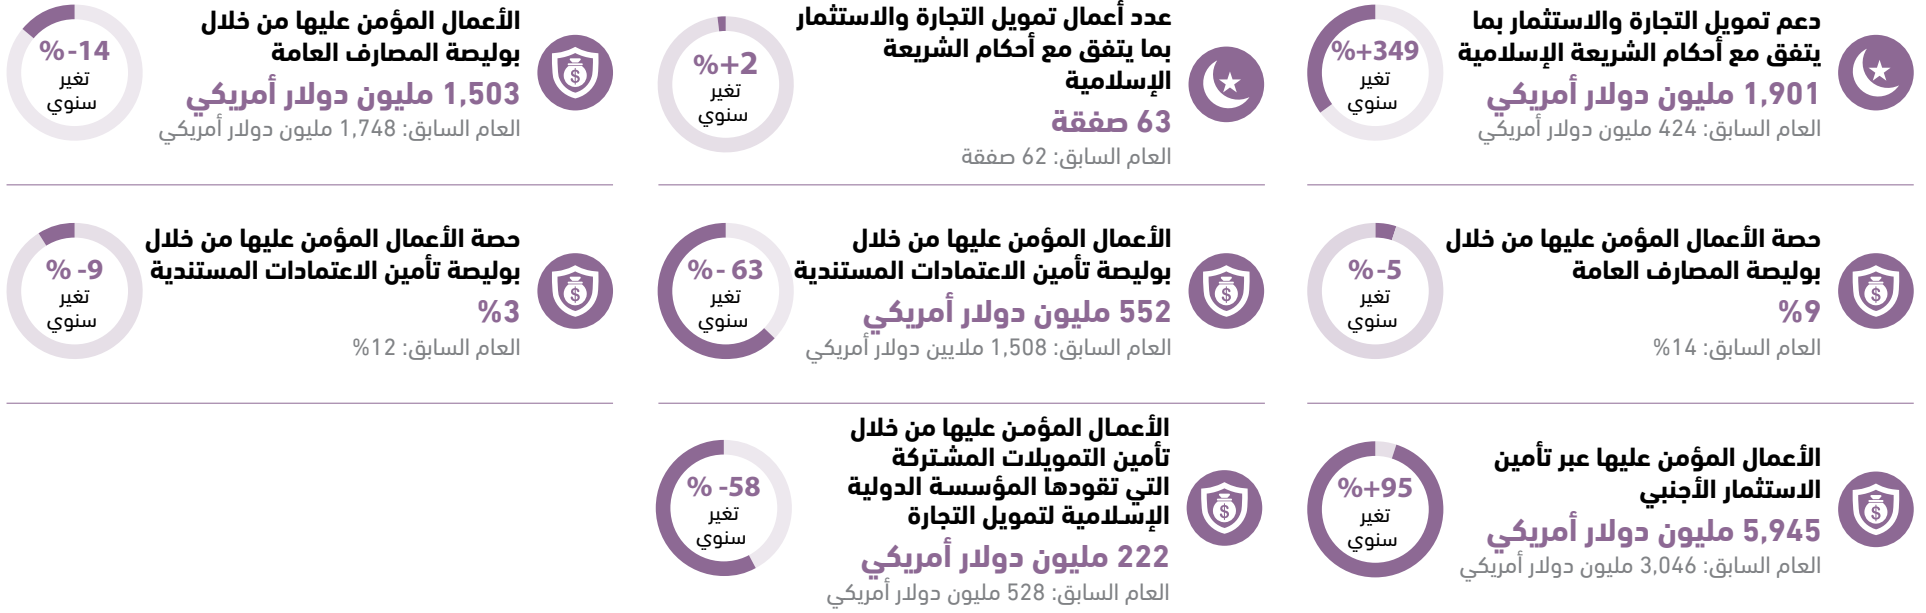 دعم تمويل التجارة والاستثمار بما
يتفق مع أحكام الشريعة الإسلامية
1,901 مليون دولار أمريكي
العام السابق: 424 مليون دولار أمريكي
%+349
تغير
سنوي
عدد أعمال تمويل التجارة والاستثمار
بما يتفق مع أحكام الشريعة
الإسلامية
63 صفقة
العام السابق: 62 صفقة
%+2
تغير
سنوي
الأعمال المؤمن عليها من خلال
بوليصة المصارف العامة
1,503 مليون دولار أمريكي
العام السابق: 1,748 مليون دولار أمريكي
%-14
تغير
سنوي
حصة الأعمال المؤمن عليها من خلال
بوليصة المصارف العامة
%9
العام السابق: 14%
%-5
تغير
سنوي
الأعمال المؤمن عليها من خلال
بوليصة تأمين الاعتمادات المستندية
552 مليون دولار أمريكي
العام السابق: 1,508 ملايين دولار أمريكي
%- 63
تغير
سنوي
حصة الأعمال المؤمن عليها من خلال
بوليصة تأمين الاعتمادات المستندية
%3
العام السابق: 12%
% -9
تغير
سنوي
الأعمال المؤمن عليها عبر تأمين
الاستثمار الأجنبي
5,945 مليون دولار أمريكي
العام السابق: 3,046 مليون دولار أمريكي
%+95
تغير
سنوي
الأعمال المؤمن عليها من خلال
تأمين التمويلات المشتركة
التي تقودها المؤسسة الدولية
الإسلامية لتمويل التجارة
222 مليون دولار أمريكي
العام السابق: 528 مليون دولار أمريكي
% -58
تغير
سنوي